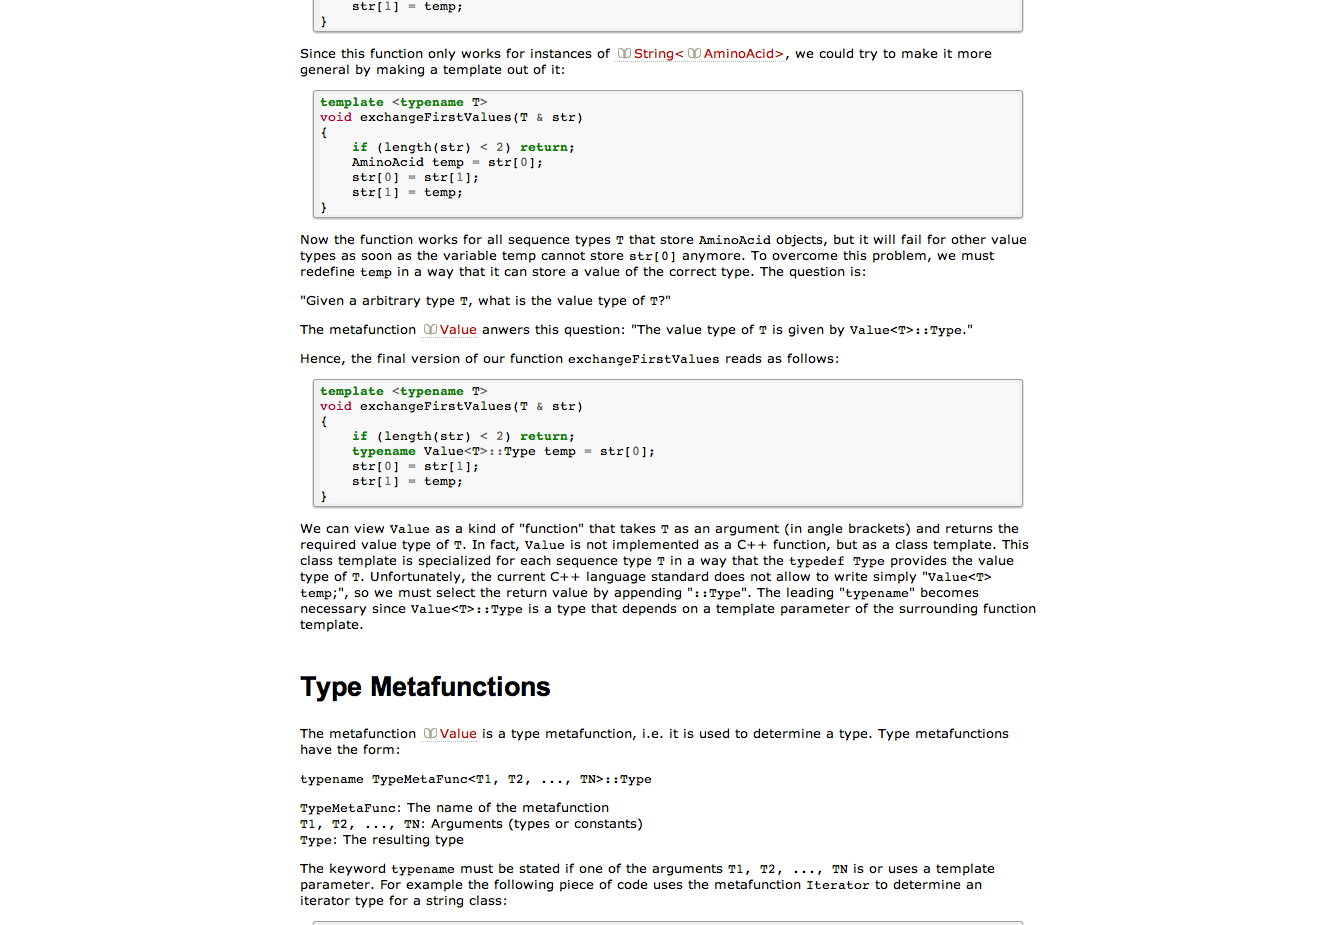 str[1] = temp;
}
Since this function only works for instances of String< AminoAcid>, we could try to make it more
general by making a template out of it:
template <typename T>
void exchangeFirstValues(T & str)
{
    if (length(str) < 2) return;
    AminoAcid temp = str[0];
    str[0] = str[1];
    str[1] = temp;
}
Now the function works for all sequence types T that store AminoAcid objects, but it will fail for other value
types as soon as the variable temp cannot store str[0] anymore. To overcome this problem, we must
redefine temp in a way that it can store a value of the correct type. The question is:
"Given a arbitrary type T, what is the value type of T?"
The metafunction Value anwers this question: "The value type of T is given by Value<T>::Type."
Hence, the final version of our function exchangeFirstValues reads as follows:
template <typename T>
void exchangeFirstValues(T & str)
{
    if (length(str) < 2) return;
    typename Value<T>::Type temp = str[0];
    str[0] = str[1];
    str[1] = temp;
}
We can view Value as a kind of "function" that takes T as an argument (in angle brackets) and returns the
required value type of T. In fact, Value is not implemented as a C++ function, but as a class template. This
class template is specialized for each sequence type T in a way that the typedef Type provides the value
type of T. Unfortunately, the current C++ language standard does not allow to write simply "Value<T>
temp;", so we must select the return value by appending "::Type". The leading "typename" becomes
necessary since Value<T>::Type is a type that depends on a template parameter of the surrounding function
template.
Type Metafunctions
The metafunction Value is a type metafunction, i.e. it is used to determine a type. Type metafunctions
have the form:
typename TypeMetaFunc<T1, T2, ..., TN>::Type
TypeMetaFunc: The name of the metafunction
T1, T2, ..., TN: Arguments (types or constants)
Type: The resulting type
The keyword typename must be stated if one of the arguments T1, T2, ..., TN is or uses a template
parameter. For example the following piece of code uses the metafunction Iterator to determine an
iterator type for a string class: